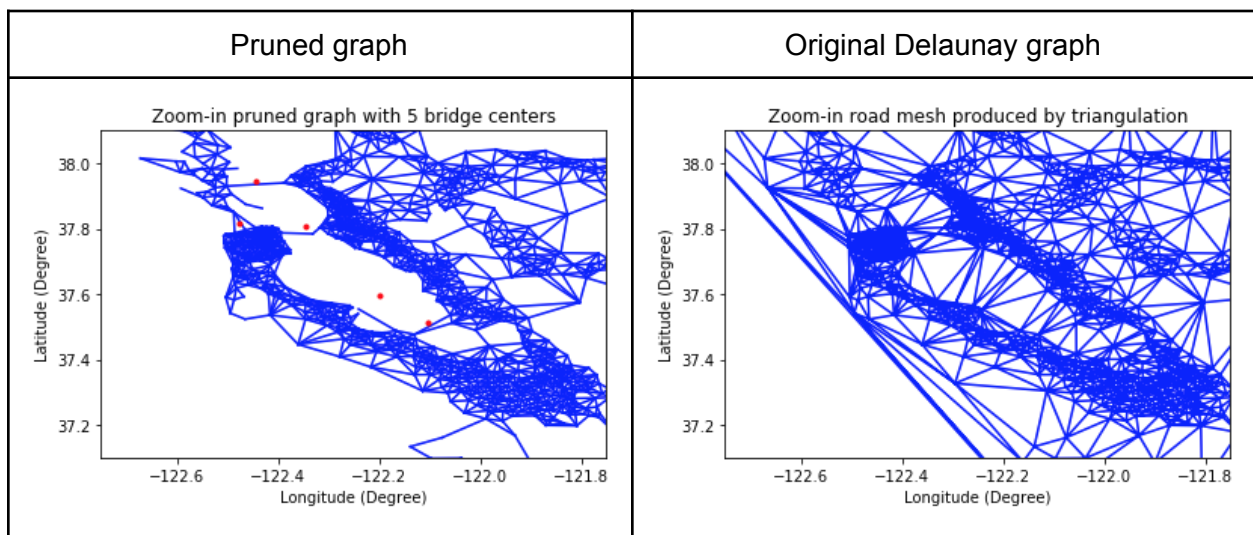 Pruned graph
Original Delaunay graph
Zoom-in pruned graph with 5 bridge centers
38.0
37.8
37.6
37.4
37.2
Latitude (Degree)
−122.6 −122.4 −122.2 −122.0 −121.8
Longitude (Degree)
Zoom-in road mesh produced by triangulation
38.0
37.8
37.6
37.4
37.2
Latitude (Degree)
−122.6 −122.4 −122.2 −122.0 −121.8
Longitude (Degree)